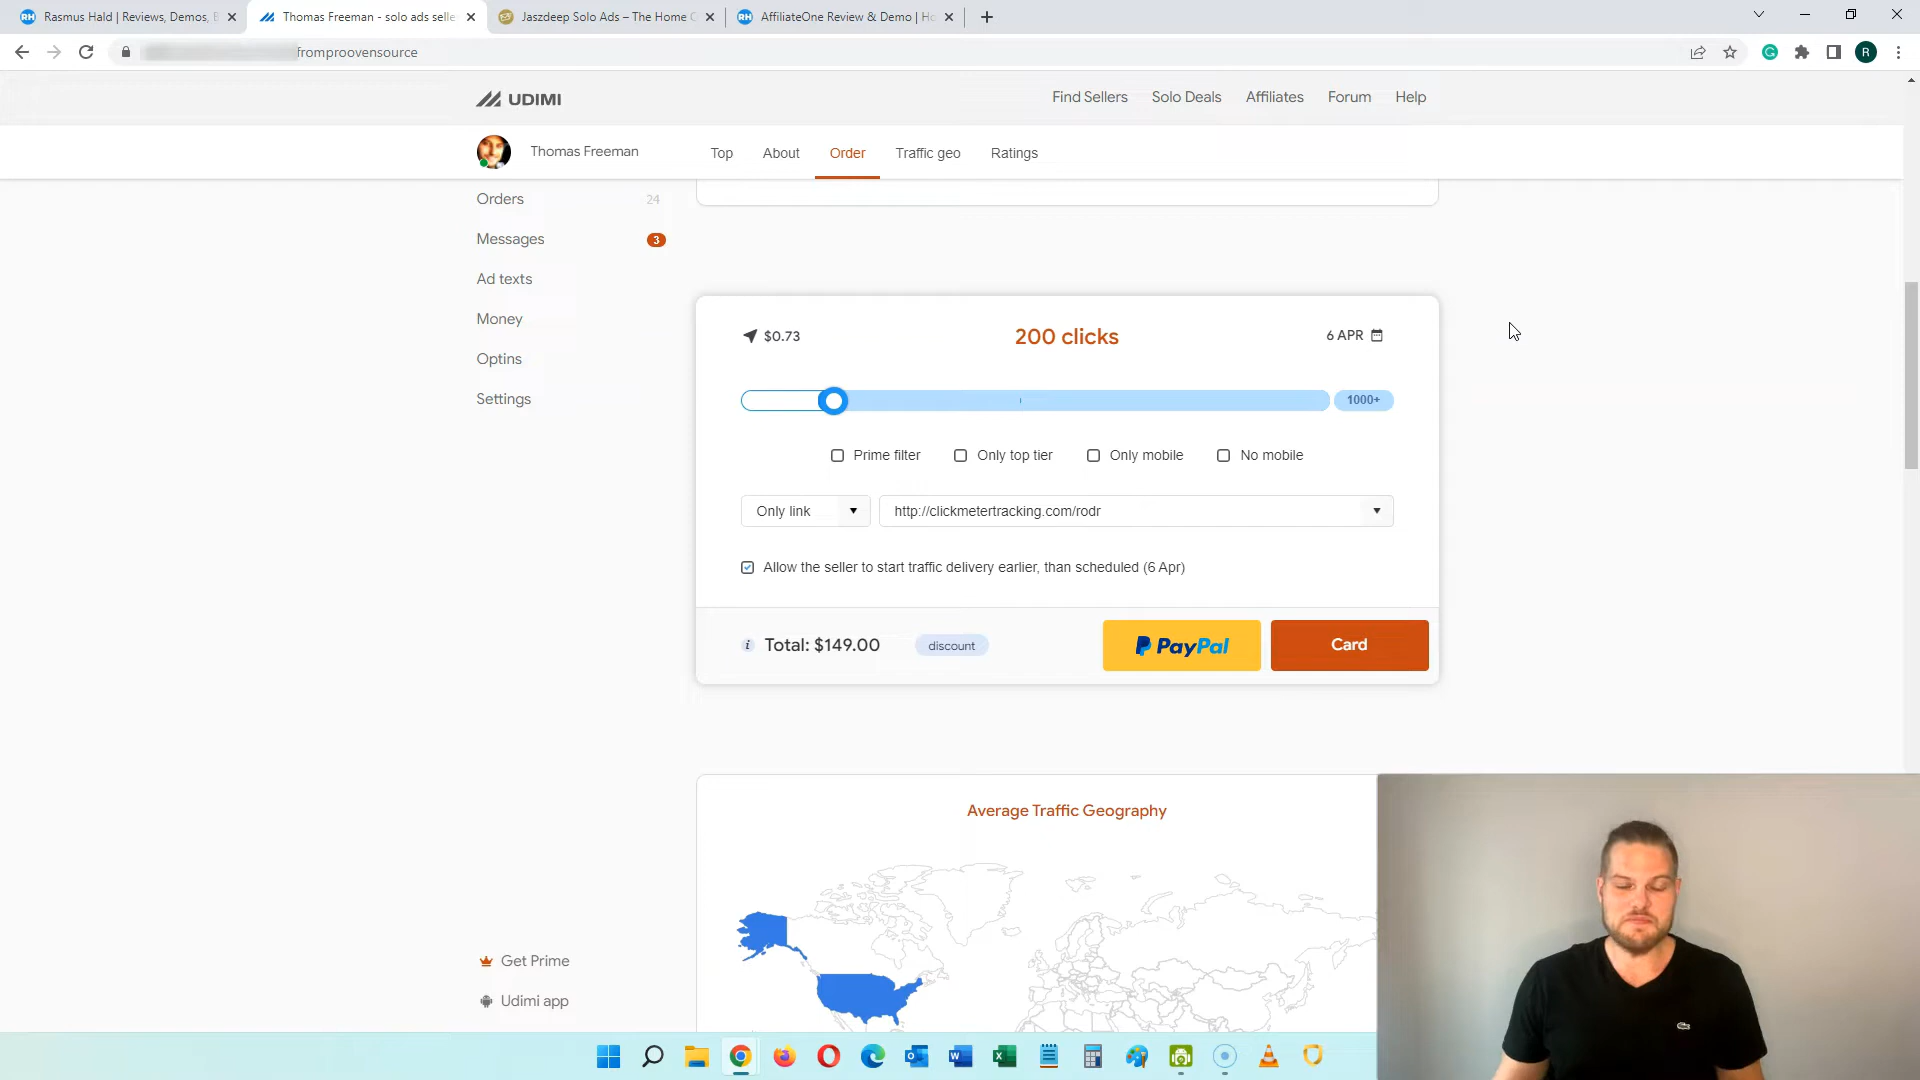 Rasmus Hald | Reviews, Demos,
Thomas Freeman - solo ads selle
Jaszdeep Solo Ads – The Home
AffiliateOne Review & Demo |
fromproovensource
R
UDIMI
Find Sellers
Solo Deals
Affiliates
Forum
Help
Thomas Freeman
Top
About
Order
Traffic geo
Ratings
Orders 24
Messages 3
Ad texts
Money
Optins
Settings
$0.73
200 clicks
6 APR
1000+
Prime filter
Only top tier
Only mobile
No mobile
Only link
http://clickmetertracking.com/rodr
Allow the seller to start traffic delivery earlier, than scheduled (6 Apr)
Total: $149.00
discount
PayPal
Card
Average Traffic Geography
Get Prime
Udimi app